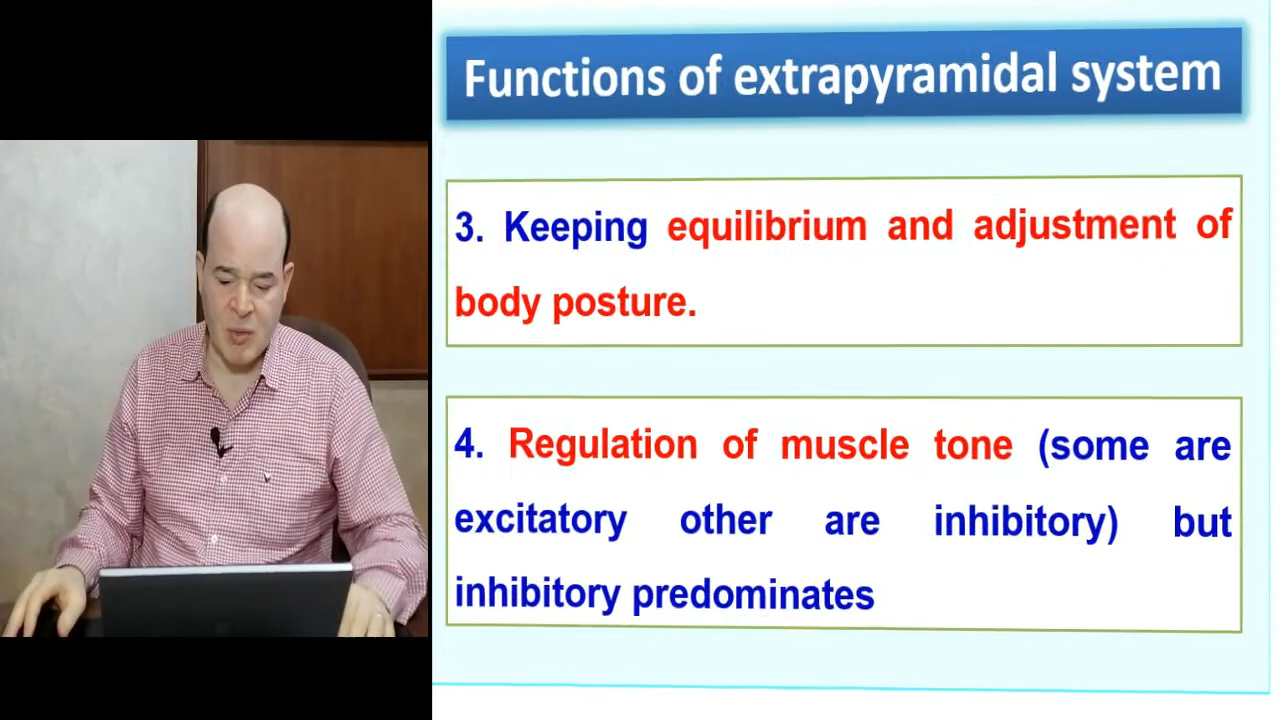 Functions of extrapyramidal system
3. Keeping equilibrium and adjustment of
body posture.
4. Regulation of muscle tone (some are
excitatory other are inhibitory) but
inhibitory predominates